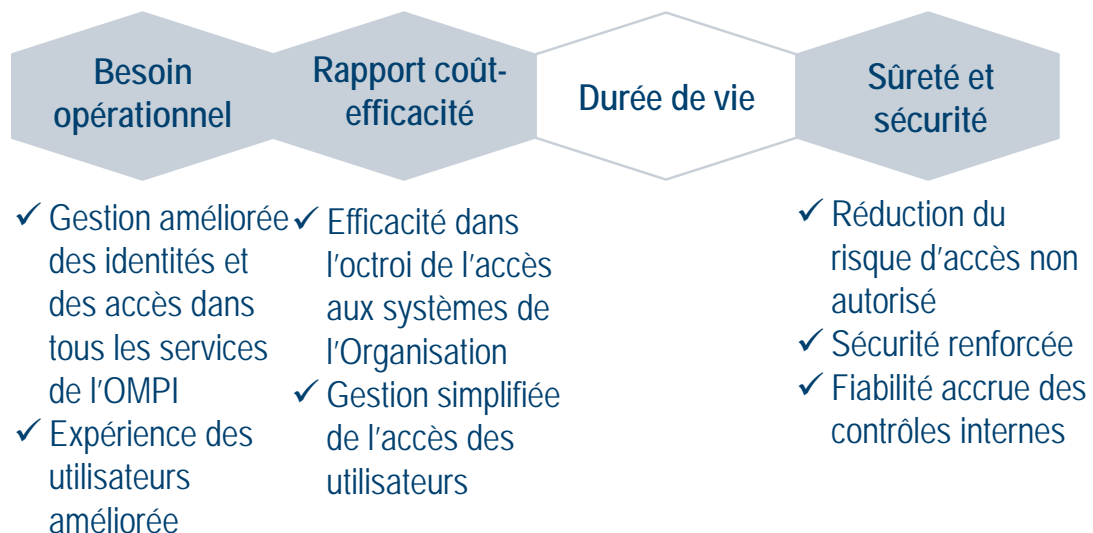 Besoin
opérationnel
Rapport coût-
efficacité
Durée de vie
Sûreté et
sécurité
✓ Gestion améliorée
des identités et
des accès dans
tous les services
de l'OMPI
✓ Expérience des
utilisateurs
améliorée
✓ Efficacité dans
l'octroi de l'accès
aux systèmes de
l'Organisation
✓ Gestion simplifiée
de l'accès des
utilisateurs
✓ Réduction du
risque d'accès non
autorisé
✓ Sécurité renforcée
✓ Fiabilité accrue des
contrôles internes